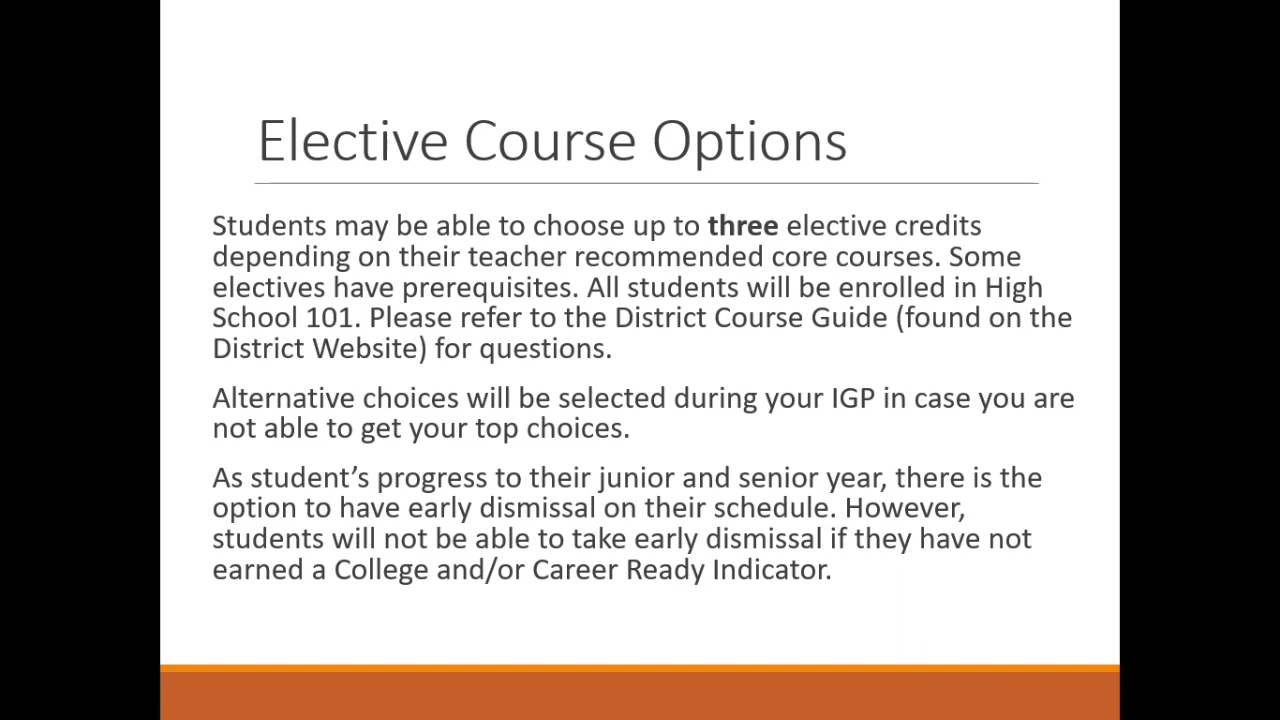 Elective Course Options
Students may be able to choose up to three elective credits
depending on their teacher recommended core courses. Some
electives have prerequisites. All students will be enrolled in High
School 101. Please refer to the District Course Guide (found on the
District Website) for questions.
Alternative choices will be selected during your IGP in case you are
not able to get your top choices.
As student’s progress to their junior and senior year, there is the
option to have early dismissal on their schedule. However,
students will not be able to take early dismissal if they have not
earned a College and/or Career Ready Indicator.